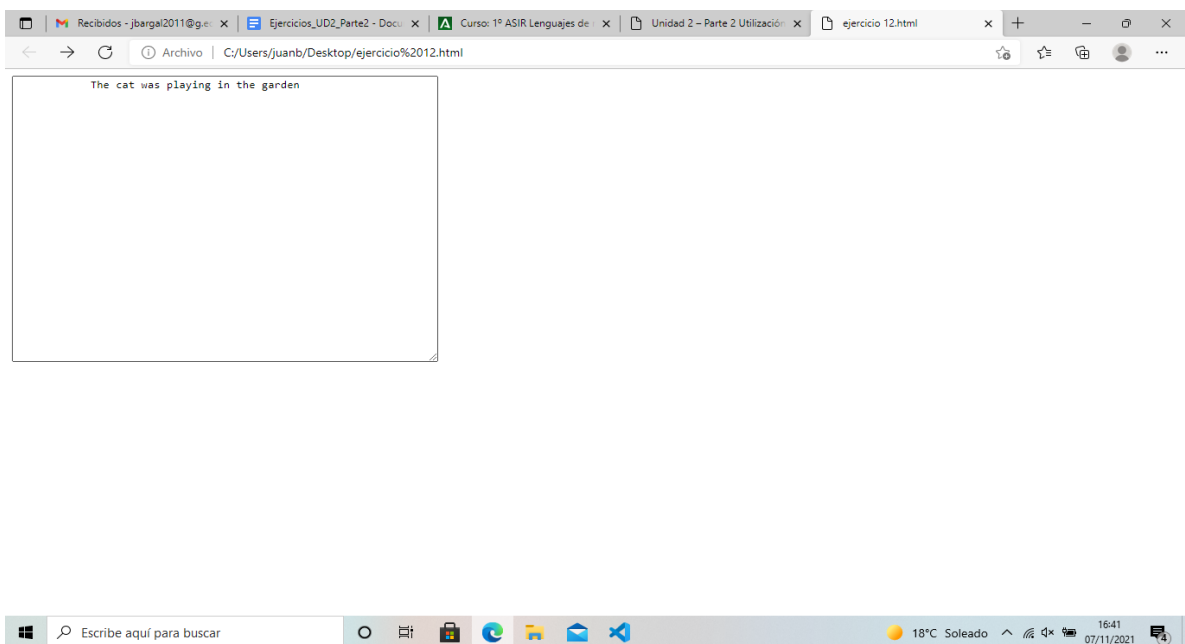 Recibidos - jbargal2011@g.ec
Ejercicios_UD2_Parte2 - Docu
Curso: 1º ASIR Lenguajes de
Unidad 2 – Parte 2 Utilización
ejercicio 12.html
Archivo | C:/Users/juanb/Desktop/ejercicio%2012.html
The cat was playing in the garden
Escribe aquí para buscar
18°C Soleado
16:41
07/11/2021
4